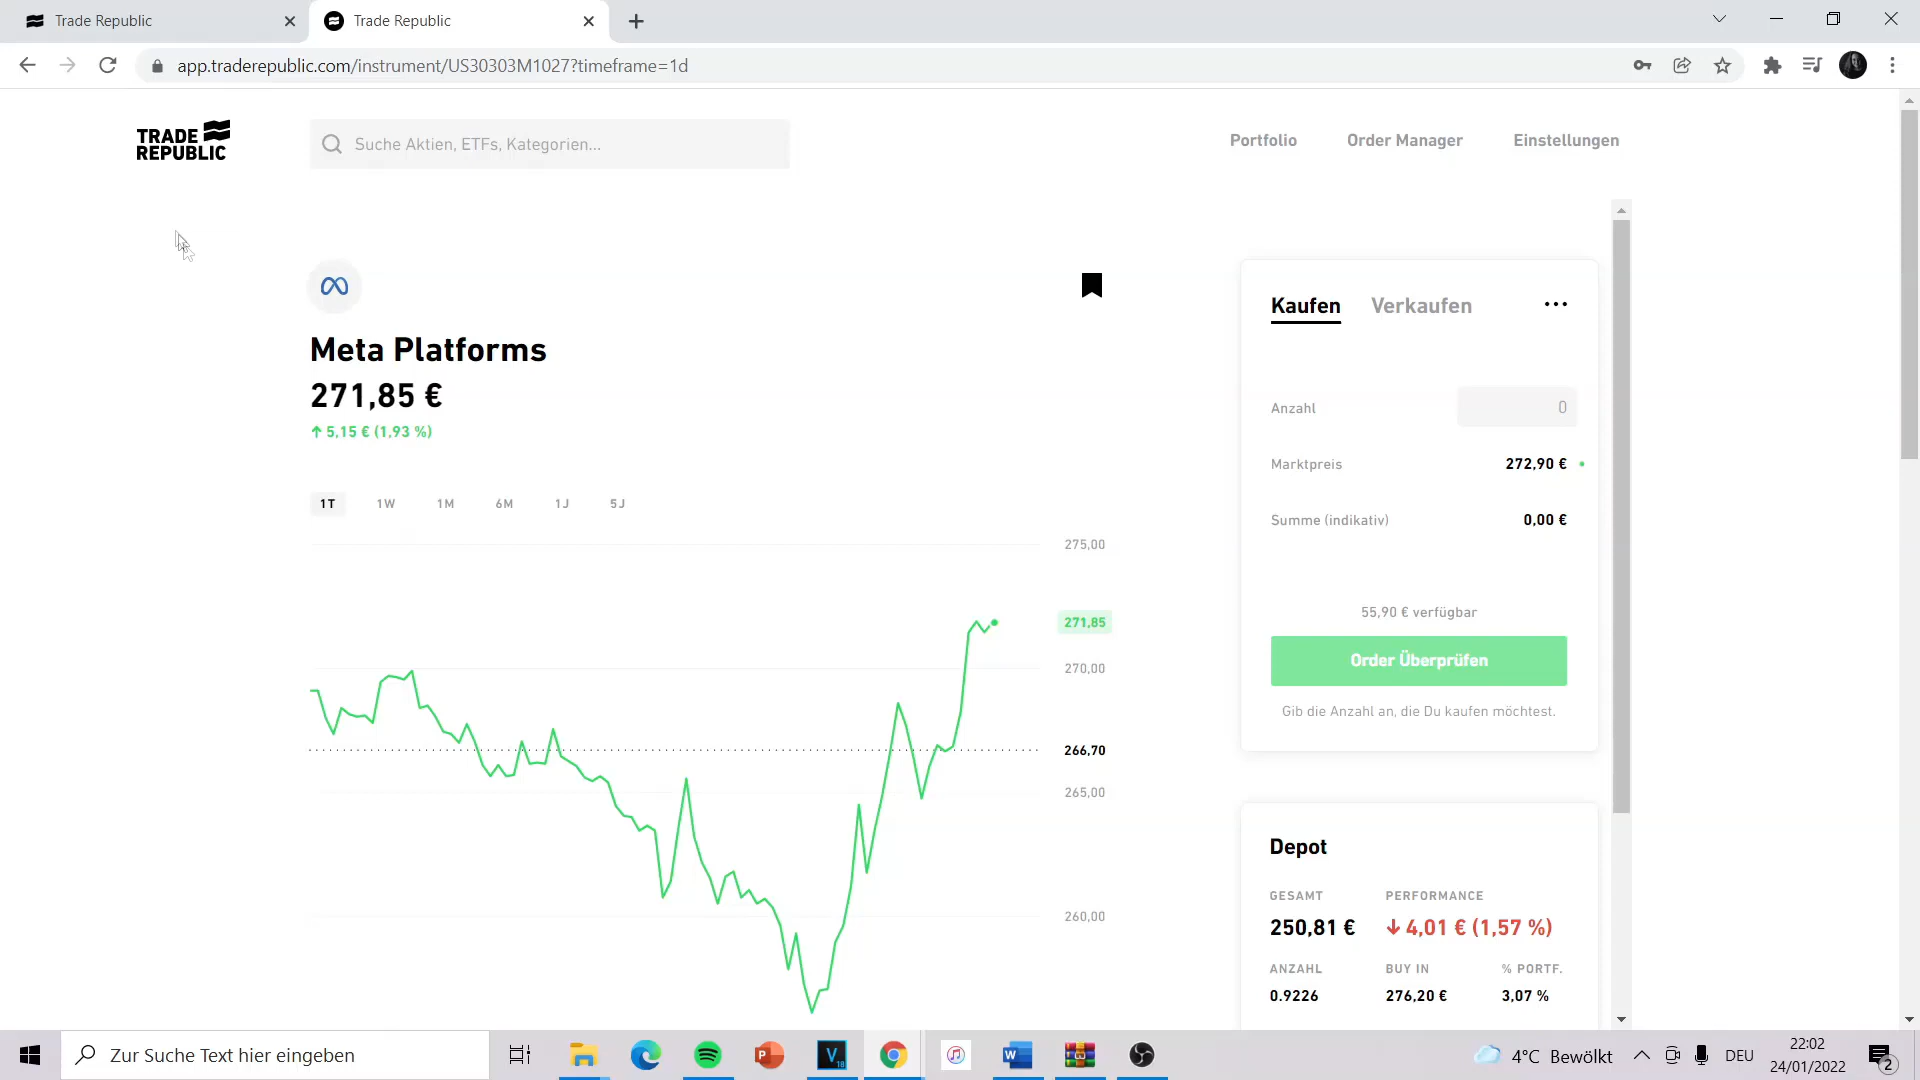 Trade Republic
Trade Republic
app.traderepublic.com/instrument/US30303M1027?timeframe=1d
TRADE
REPUBLIC
Suche Aktien, ETFs, Kategorien...
Portfolio
Order Manager
Einstellungen
Meta Platforms
271,85 €
5,15 € (1,93 %)
1T
1W
1M
6M
1J
5J
275,00
271,85
270,00
266,70
265,00
260,00
Kaufen
Verkaufen
Anzahl
0
Marktpreis
272,90 €
Summe (indikativ)
0,00 €
55,90 € verfügbar
Order Überprüfen
Gib die Anzahl an, die Du kaufen möchtest.
Depot
GESAMT
PERFORMANCE
250,81 €
4,01 € (1,57 %)
ANZAHL
BUY IN
% PORTF.
0.9226
276,20 €
3,07 %
Zur Suche Text hier eingeben
4°C Bewölkt
DEU
22:02
24/01/2022
2